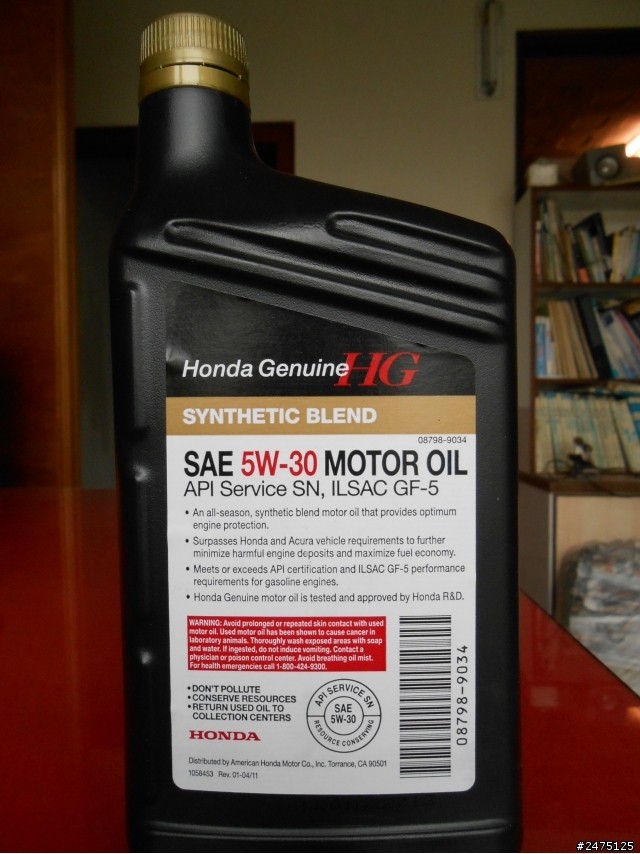 Honda Genuine HG
SYNTHETIC BLEND
08798-9034
SAE 5W-30 MOTOR OIL
API Service SN, ILSAC GF-5
• An all-season, synthetic blend motor oil that provides optimum
engine protection.
• Surpasses Honda and Acura vehicle requirements to further
minimize harmful engine deposits and maximize fuel economy.
• Meets or exceeds API certification and ILSAC GF-5 performance
requirements for gasoline engines.
• Honda Genuine motor oil is tested and approved by Honda R&D.
WARNING: Avoid prolonged or repeated skin contact with used
motor oil. Used motor oil has been shown to cause cancer in
laboratory animals. Thoroughly wash exposed areas with soap
and water. If ingested, do not induce vomiting. Contact a
physician or poison control center. Avoid breathing oil mist.
For health emergencies call 1-800-424-9300.
08798-9034
• DON'T POLLUTE
• CONSERVE RESOURCES
• RETURN USED OIL TO
COLLECTION CENTERS
HONDA
API SERVICE SN
SAE
5W-30
RESOURCE CONSERVING
Distributed by American Honda Motor Co., Inc. Torrance, CA 90501
1058453 Rev. 01-04/11
#2475125